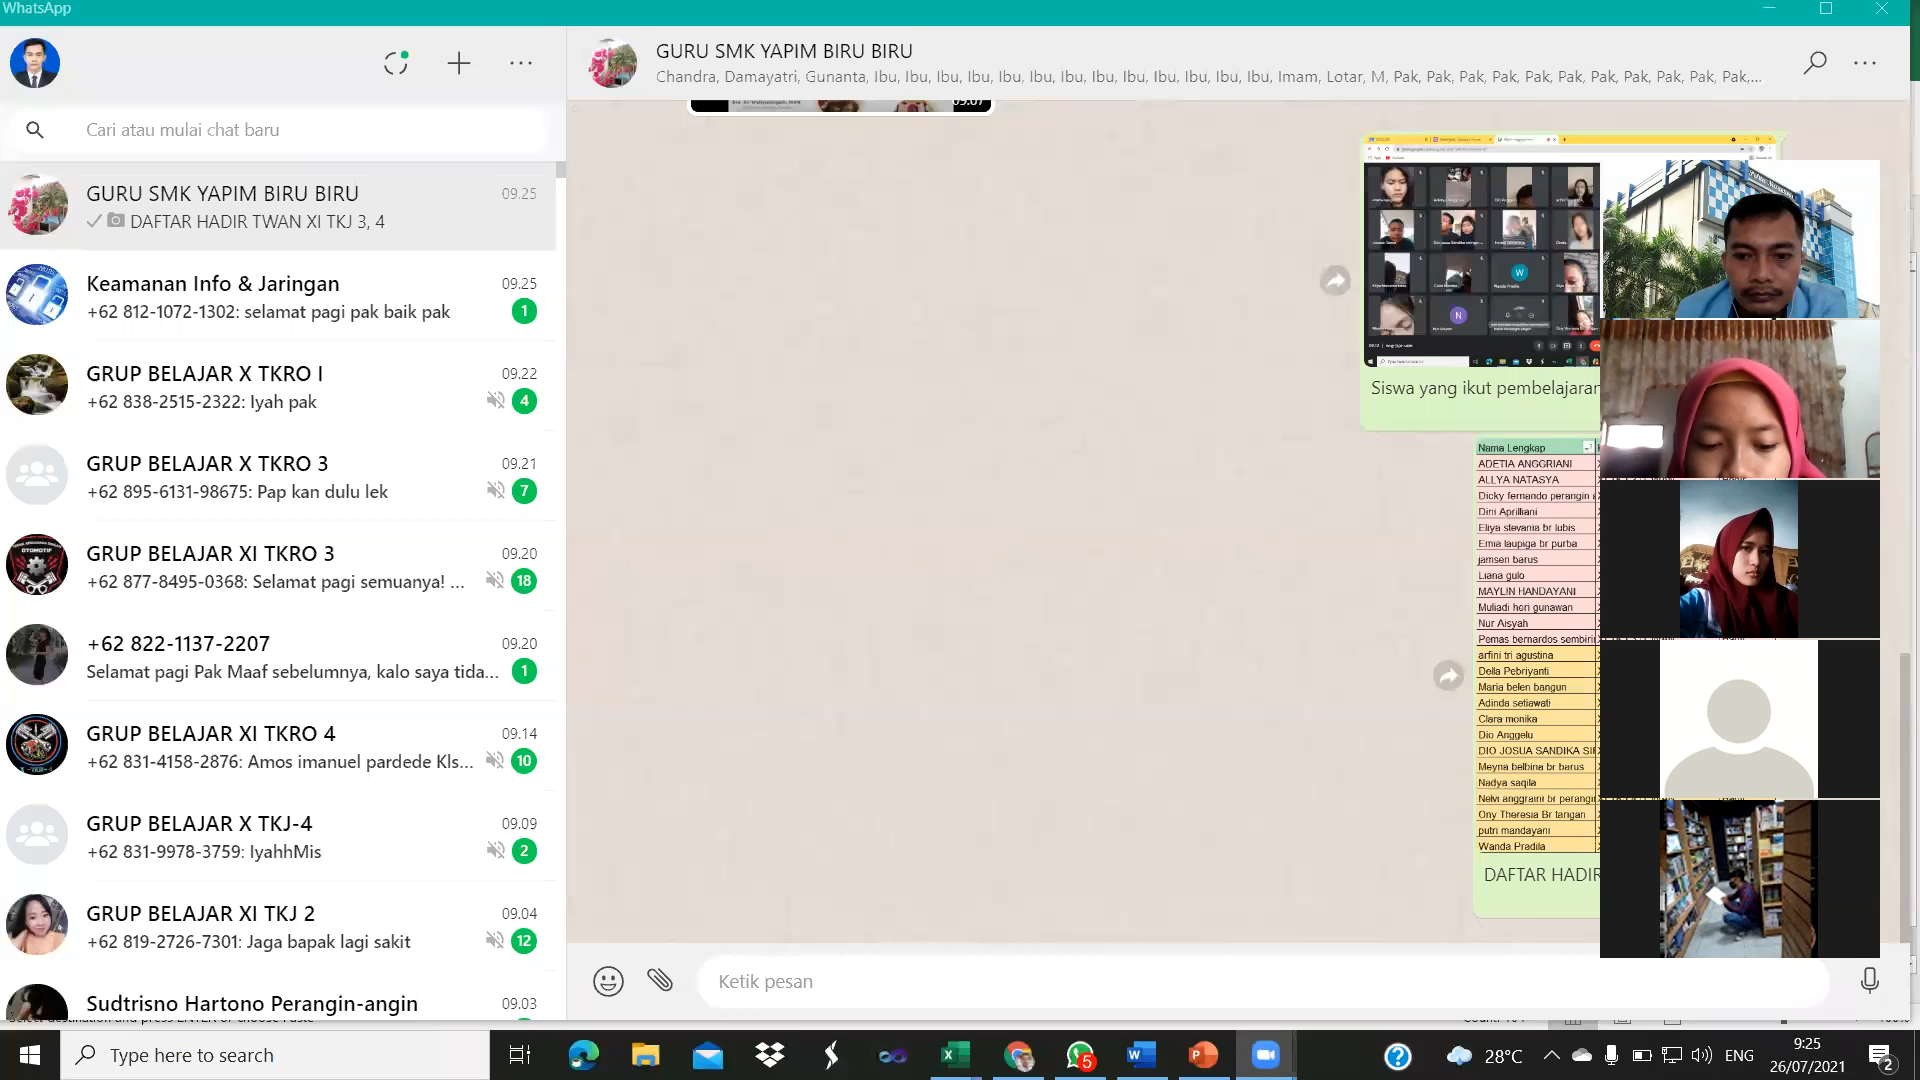 WhatsApp
Cari atau mulai chat baru
GURU SMK YAPIM BIRU BIRU
09.25
DAFTAR HADIR TWAN XI TKJ 3, 4
Keamanan Info & Jaringan
09.25
+62 812-1072-1302: selamat pagi pak baik pak
1
GRUP BELAJAR X TKRO I
09.22
+62 838-2515-2322: Iyah pak
4
GRUP BELAJAR X TKRO 3
09.21
+62 895-6131-98675: Pap kan dulu lek
7
GRUP BELAJAR XI TKRO 3
09.20
+62 877-8495-0368: Selamat pagi semuanya! ...
18
+62 822-1137-2207
09.20
Selamat pagi Pak Maaf sebelumnya, kalo saya tida...
1
GRUP BELAJAR XI TKRO 4
09.14
+62 831-4158-2876: Amos imanuel pardede Kls...
10
GRUP BELAJAR X TKJ-4
09.09
+62 831-9978-3759: IyahhMis
2
GRUP BELAJAR XI TKJ 2
09.04
+62 819-2726-7301: Jaga bapak lagi sakit
12
Sudtrisno Hartono Perangin-angin
09.03
GURU SMK YAPIM BIRU BIRU
Chandra, Damayatri, Gunanta, Ibu, Ibu, Ibu, Ibu, Ibu, Ibu, Ibu, Ibu, Ibu, Ibu, Ibu, Ibu, Ibu, Imam, Lotar, M, Pak, Pak, Pak, Pak, Pak, Pak, Pak, Pak, Pak, Pak, Pak,...
09.07
W
N
Siswa yang ikut pembelajaran
Nama Lengkap
ADETIA ANGGRIANI
ALLYA NATASYA
Dicky fernando perangin
Dini Aprilliani
Eliya stevania br lubis
Emia laupiga br purba
jamsen barus
Liana gulo
MAYLIN HANDAYANI
Muliadi hori gunawan
Nur Aisyah
Pomas bernardos sembiri
arfini tri agustina
Della Pebriyanti
Maria belen bangun
Adinda setiawati
Clara monika
Dio Anggelu
DIO JOSUA SANDIKA SI
Meyna belbina br barus
Nadya saqila
Nelvi anggraini br perangi
Ony Theresia Br tarigan
putri mandayani
Wanda Pradila
DAFTAR HADIR
Ketik pesan
Type here to search
5
28°C
ENG
9:25
26/07/2021
2